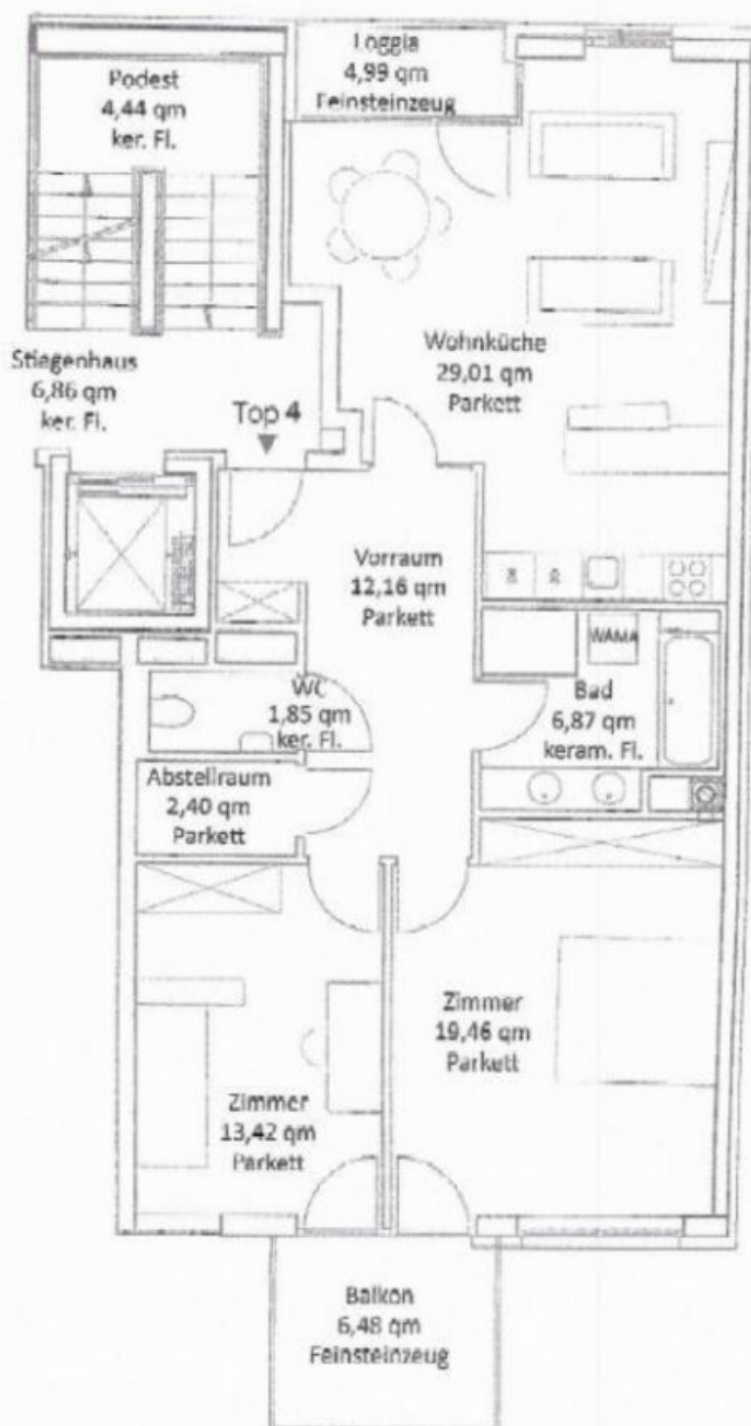 Loggia
4,99 qm
Feinsteinzeug
Podest
4,44 qm
ker. Fl.
Stiegenhaus
6,86 qm
ker. Fl.
Top 4
Wohnküche
29,01 qm
Parkett
Vorraum
12,16 qm
Parkett
WAMA
WC
1,85 qm
ker. Fl.
Bad
6,87 qm
keram. Fl.
Abstellraum
2,40 qm
Parkett
Zimmer
19,46 qm
Parkett
Zimmer
13,42 qm
Parkett
Balkon
6,48 qm
Feinsteinzeug